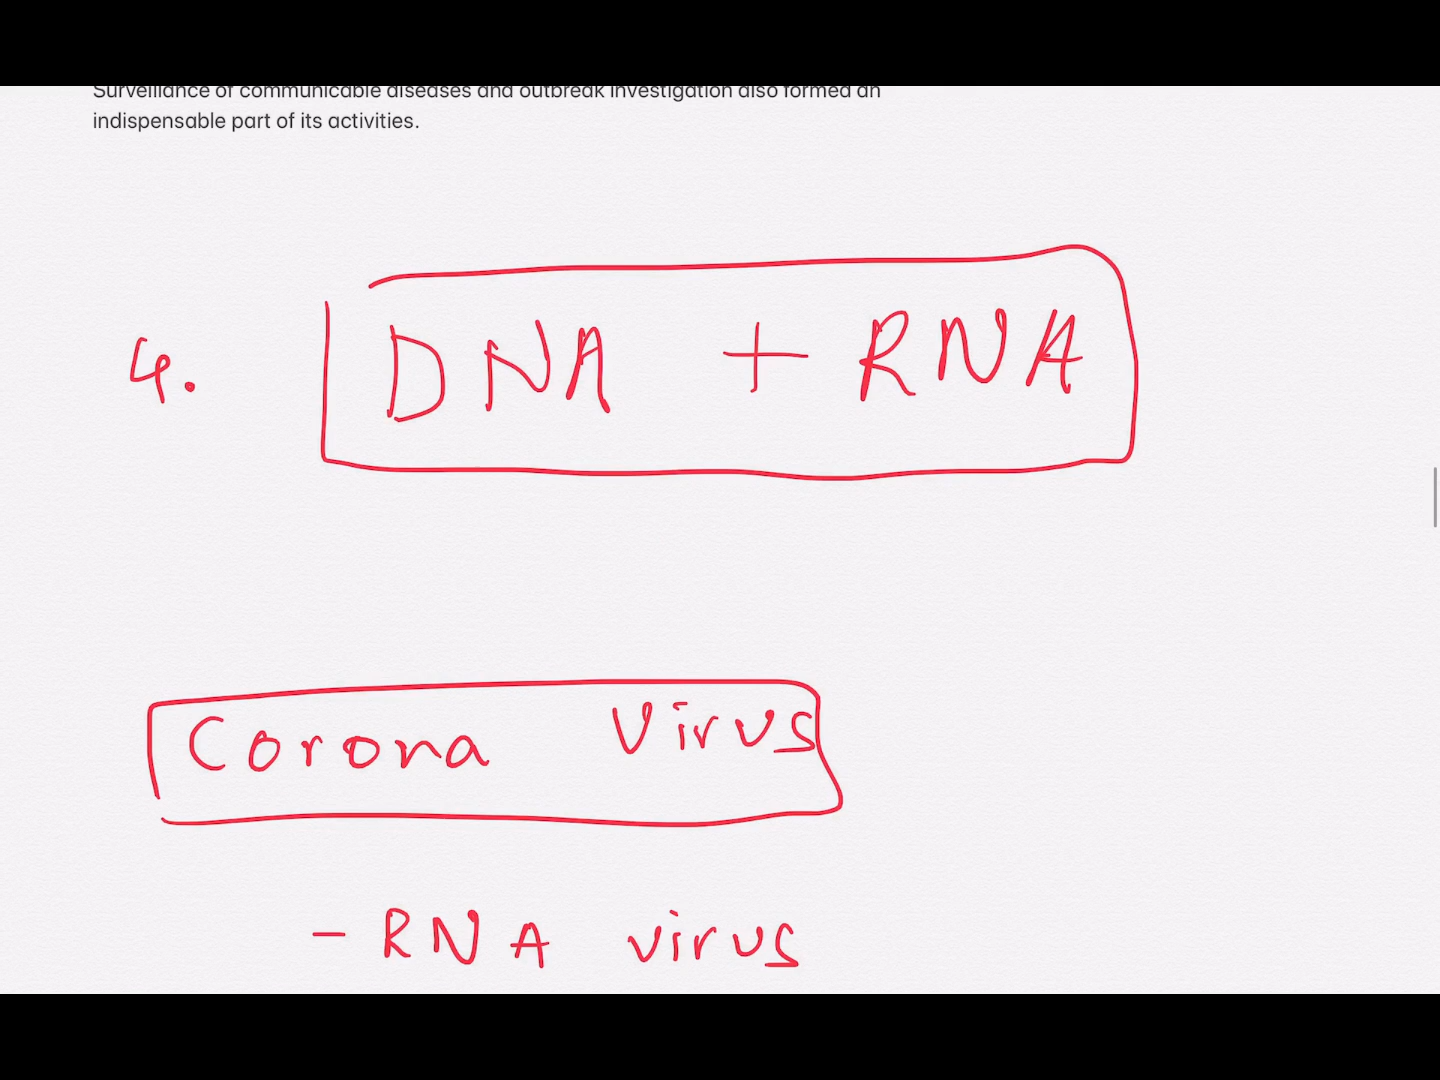 Surveillance of communicable diseases and outbreak investigation also formed an
indispensable part of its activities.
4. DNA + RNA
Corona Virus
- RNA virus